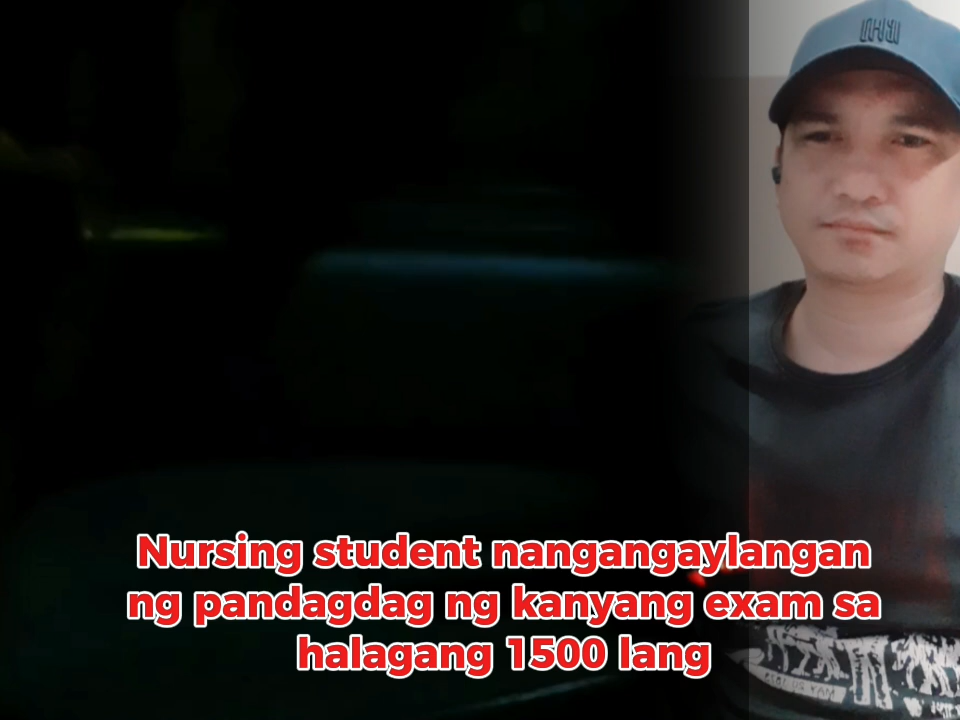 Nursing student nangangaylangan
ng pandagdag ng kanyang exam sa
halagang 1500 lang